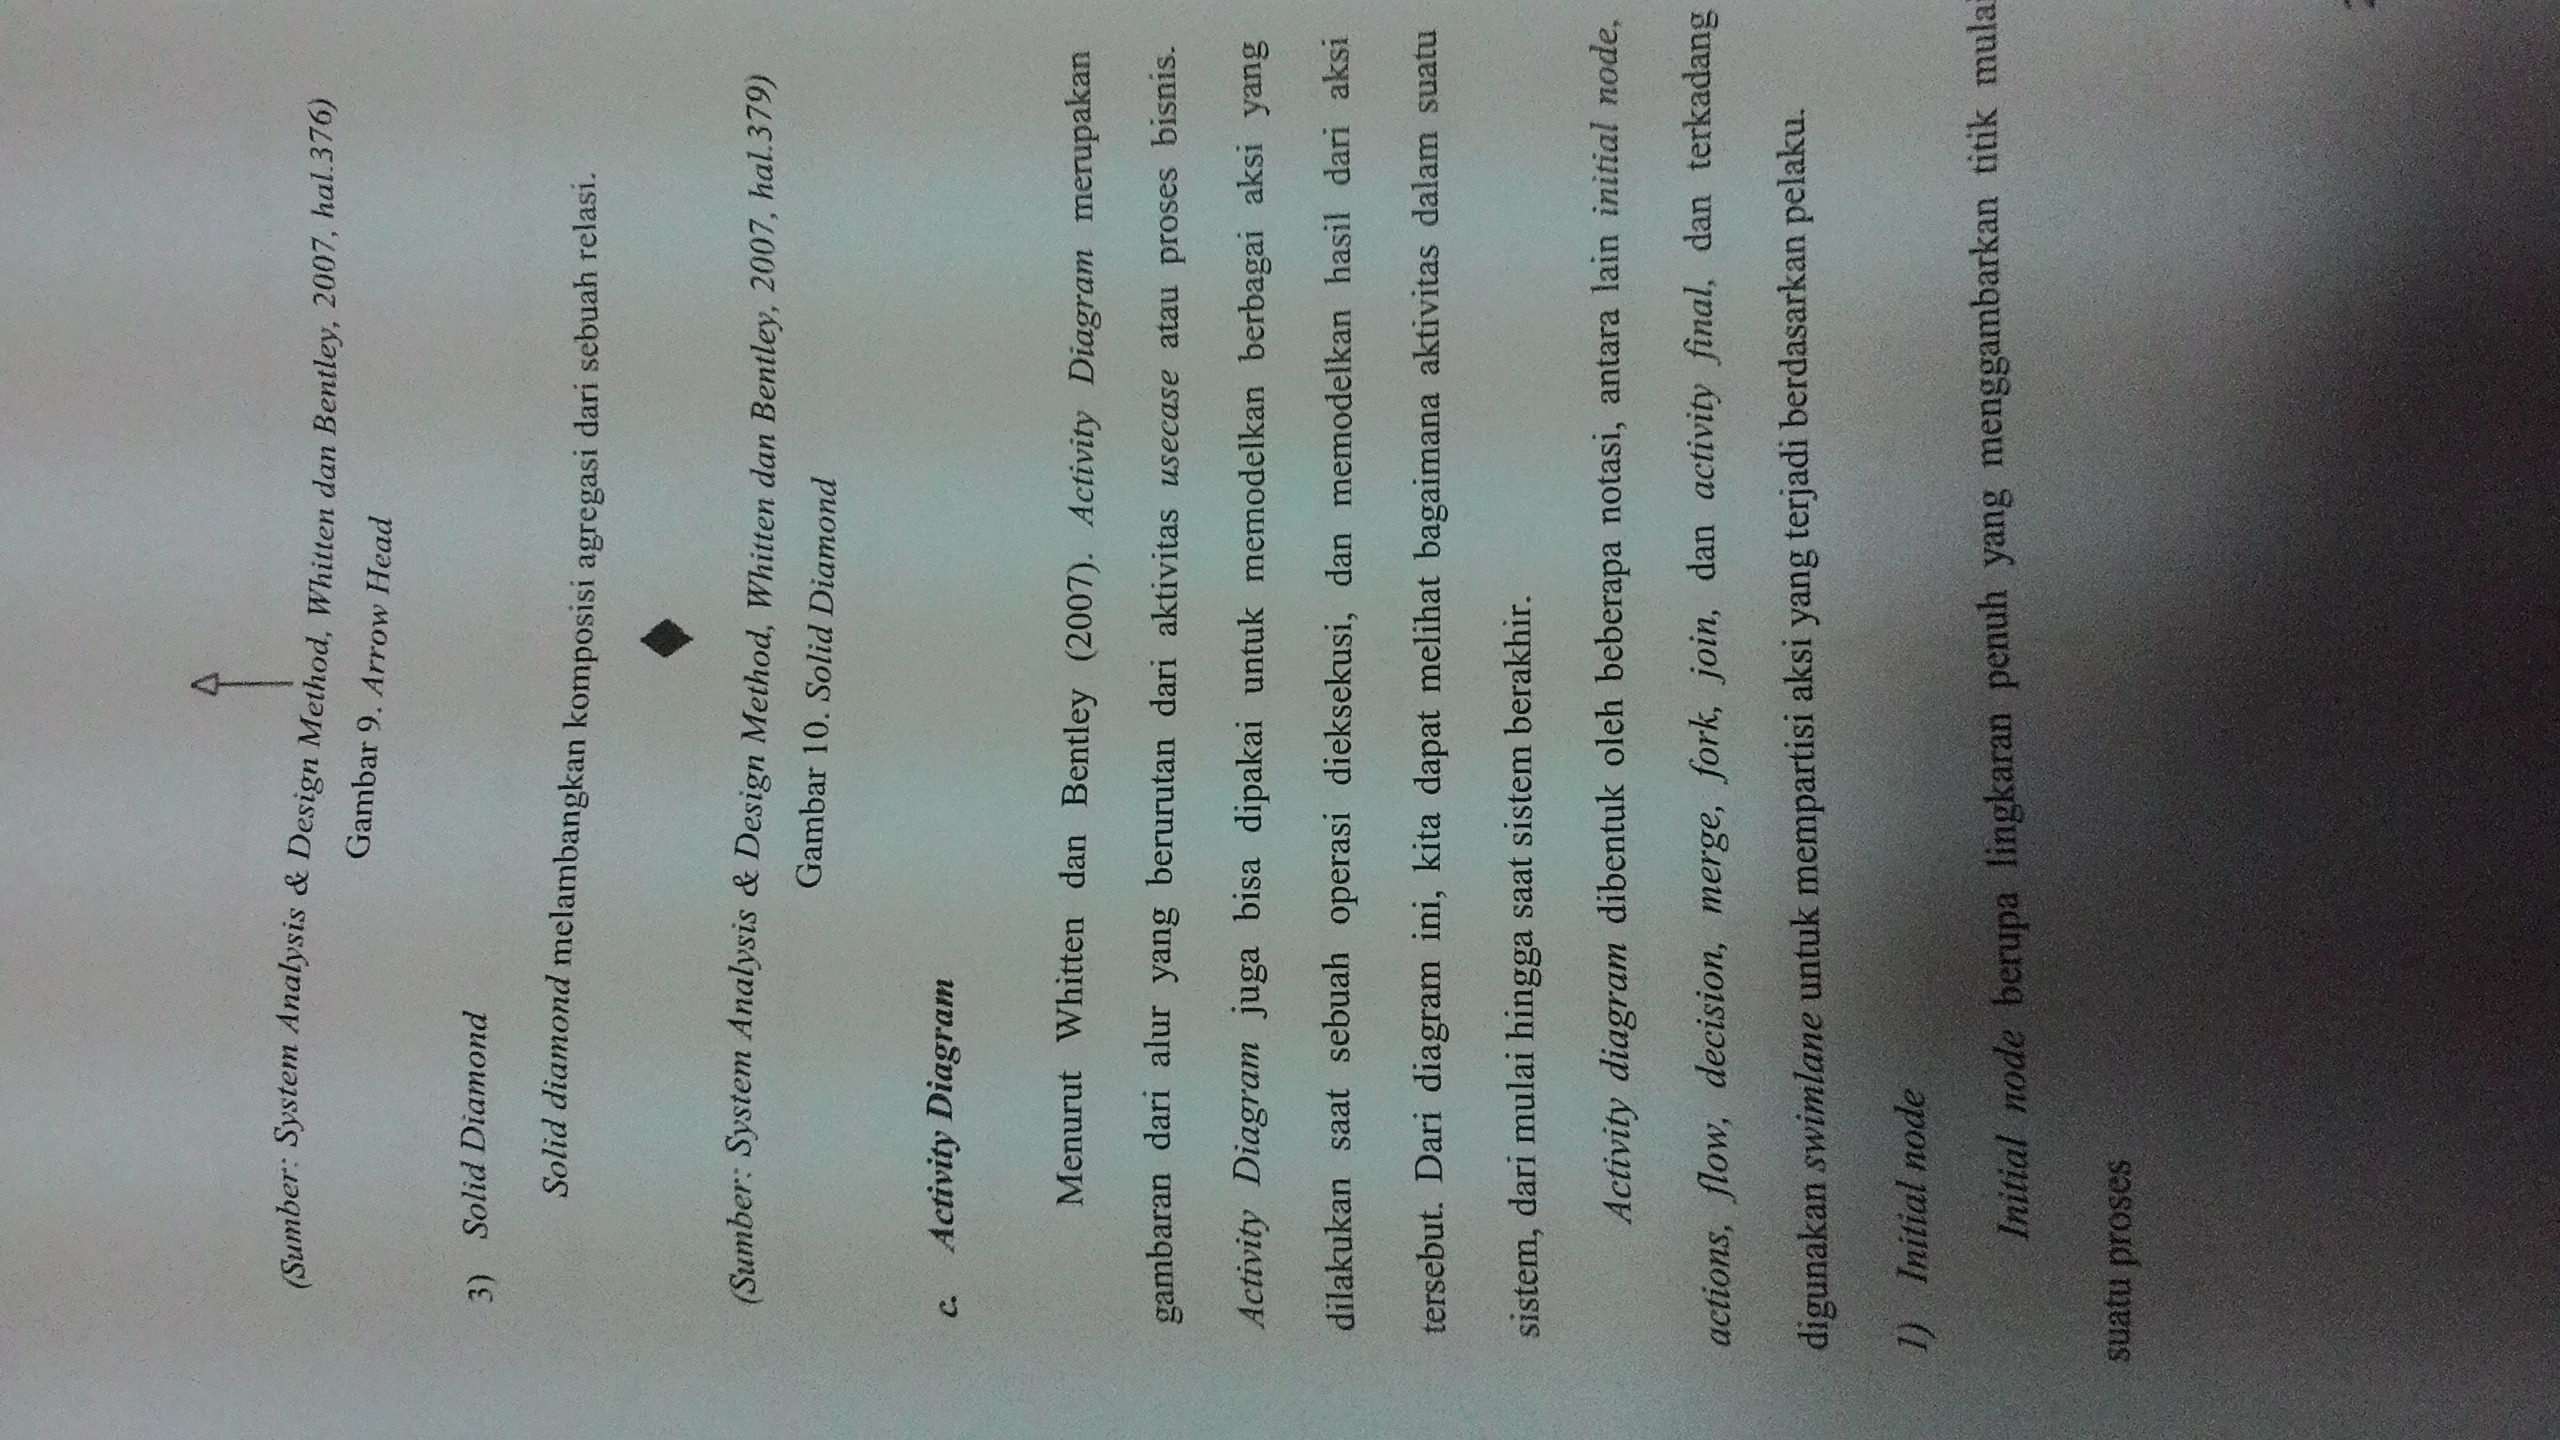 (Sumber: System Analysis & Design Method, Whitten dan Bentley, 2007, hal.376)
Gambar 9. Arrow Head
3) Solid Diamond
Solid diamond melambangkan komposisi agregasi dari sebuah relasi.
(Sumber: System Analysis & Design Method, Whitten dan Bentley, 2007, hal.379)
Gambar 10. Solid Diamond
c. Activity Diagram
Menurut Whitten dan Bentley (2007). Activity Diagram merupakan
gambaran dari alur yang berurutan dari aktivitas usecase atau proses bisnis.
Activity Diagram juga bisa dipakai untuk memodelkan berbagai aksi yang
dilakukan saat sebuah operasi dieksekusi, dan memodelkan hasil dari aksi
tersebut. Dari diagram ini, kita dapat melihat bagaimana aktivitas dalam suatu
sistem, dari mulai hingga saat sistem berakhir.
Activity diagram dibentuk oleh beberapa notasi, antara lain initial node,
actions, flow, decision, merge, fork, join, dan activity final, dan terkadang
digunakan swimlane untuk mempartisi aksi yang terjadi berdasarkan pelaku.
1) Initial node
Initial node berupa lingkaran penuh yang menggambarkan titik mulai
suatu proses